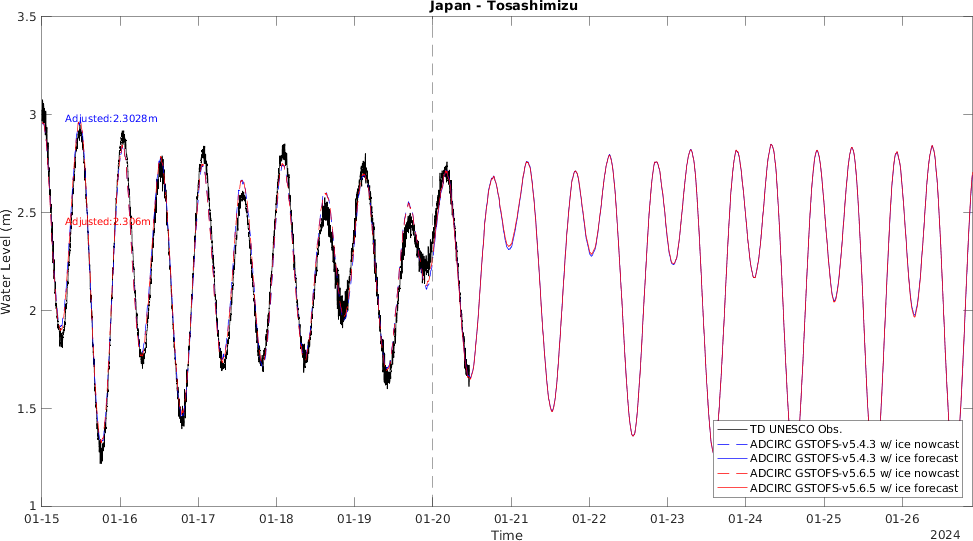 Japan - Tosashimizu
3.5
3
2.5
2
1.5
1
Water Level (m)
Adjusted:2.3028m
Adjusted:2.306m
TD UNESCO Obs.
ADCIRC GSTOFS-v5.4.3 w/ ice nowcast
ADCIRC GSTOFS-v5.4.3 w/ ice forecast
ADCIRC GSTOFS-v5.6.5 w/ ice nowcast
ADCIRC GSTOFS-v5.6.5 w/ ice forecast
01-15 01-16 01-17 01-18 01-19 01-20 01-21 01-22 01-23 01-24 01-25 01-26
Time
2024